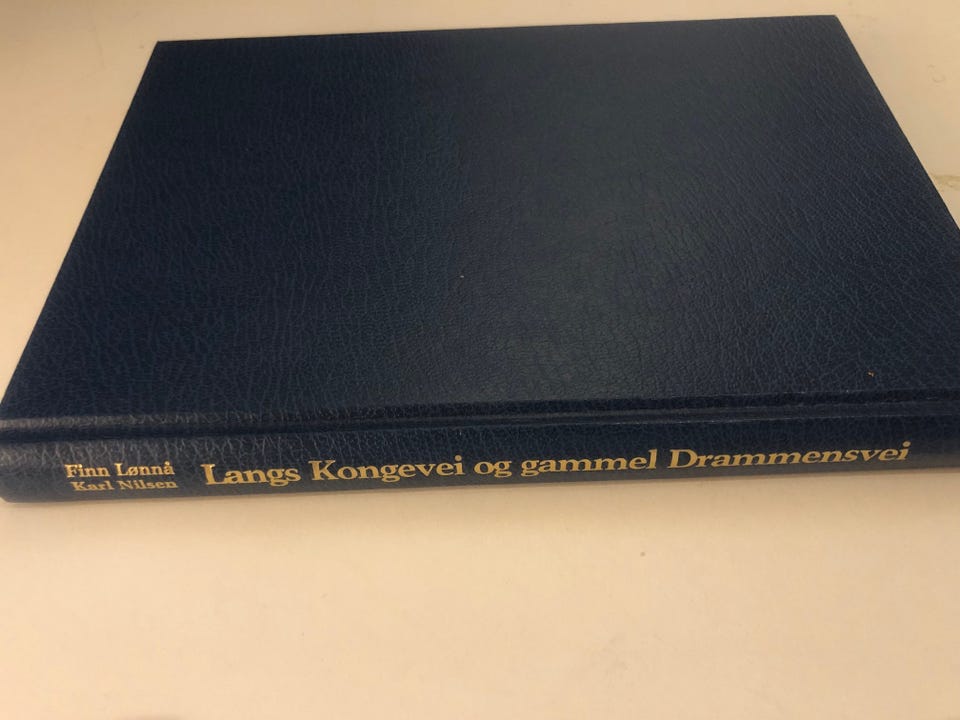 Finn Lønnå
Karl Nilsen
Langs Kongevei og gammel Drammensvei